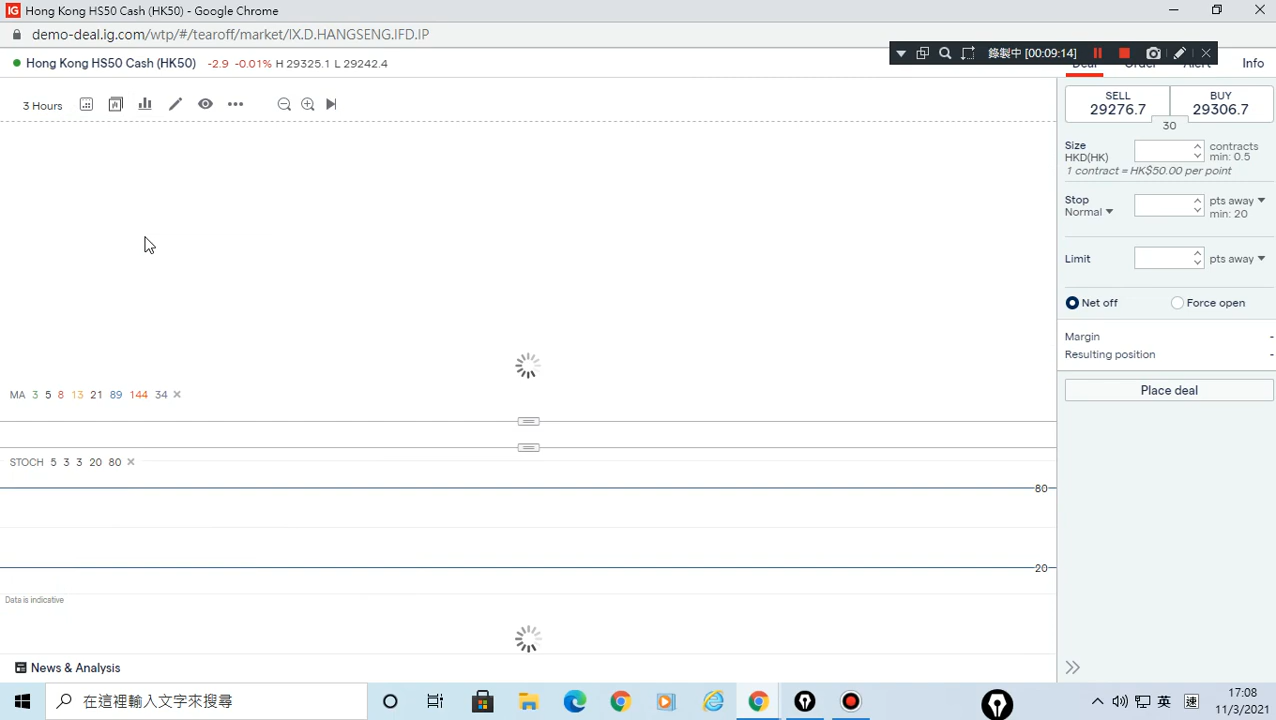 IG Hong Kong HS50 Cash (HK50) - Google Chrome
demo-deal.ig.com/wtp/#/tearoff/market/IX.D.HANGSENG.IFD.IP
Hong Kong HS50 Cash (HK50) -2.9 -0.01% H 29325.1 L 29242.4
錄製中 [00:09:14]
Info
3 Hours
SELL
29276.7
BUY
29306.7
30
Size
HKD(HK)
contracts
min: 0.5
1 contract = HK$50.00 per point
Stop
Normal
pts away
min: 20
Limit
pts away
Net off
Force open
Margin -
Resulting position -
Place deal
MA 3 5 8 13 21 89 144 34
STOCH 5 3 3 20 80
80
20
Data is indicative
News & Analysis
在這裡輸入文字來搜尋
英
17:08
11/3/2021